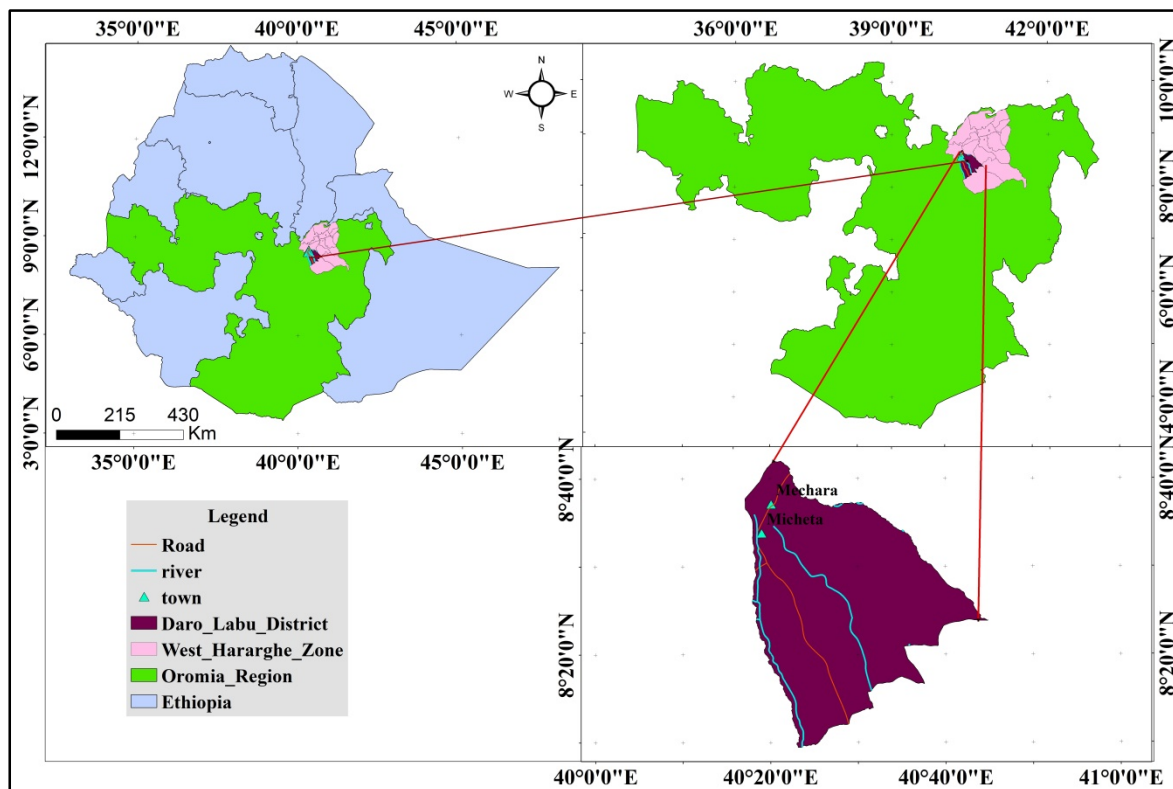 35°0'0"E 40°0'0"E 45°0'0"E
36°0'0"E 39°0'0"E 42°0'0"E
N
W E
S
12°0'0"N
9°0'0"N
6°0'0"N
3°0'0"N
10°0'0"N
8°0'0"N
6°0'0"N
4°0'0"N
0 215 430
Km
35°0'0"E 40°0'0"E 45°0'0"E
Legend
Road
river
town
Daro_Labu_District
West_Hararghe_Zone
Oromia_Region
Ethiopia
8°40'0"N
8°20'0"N
Mechara
Micheta
8°40'0"N
8°20'0"N
40°0'0"E 40°20'0"E 40°40'0"E 41°0'0"E